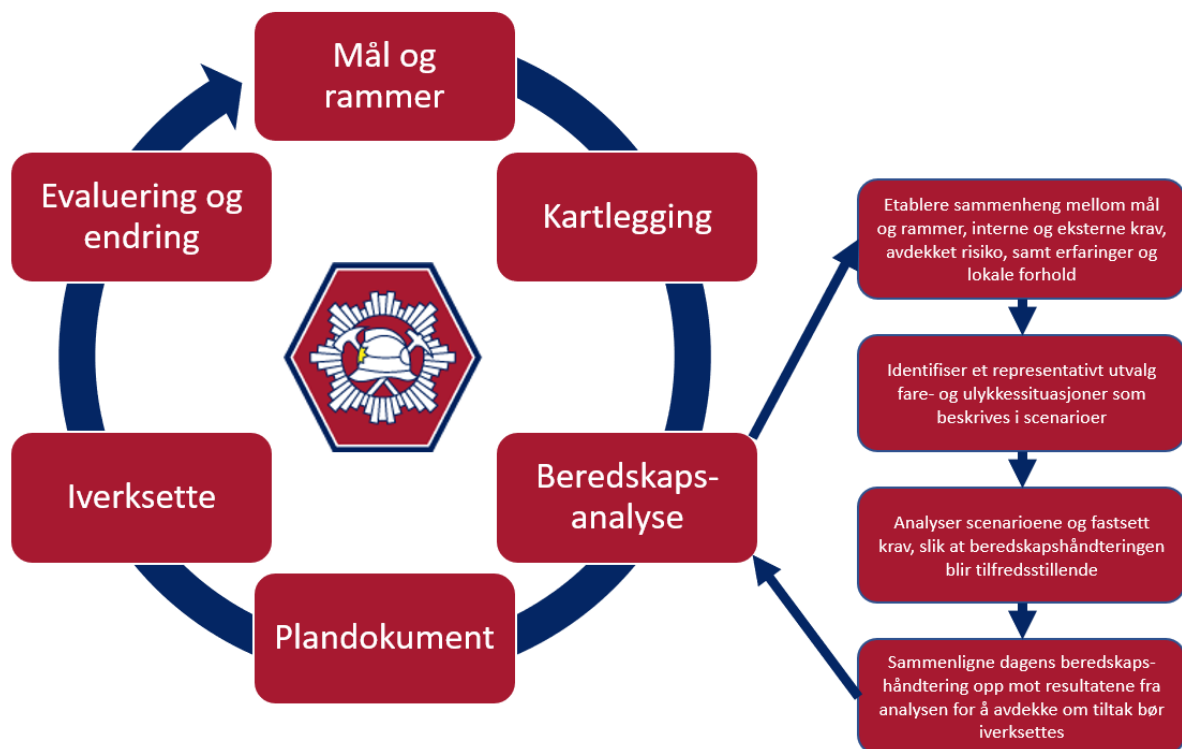 Mål og
rammer
Kartlegging
Beredskaps-
analyse
Plandokument
Iverksette
Evaluering og
endring
Etablere sammenheng mellom mål
og rammer, interne og eksterne krav,
avdekket risiko, samt erfaringer og
lokale forhold
Identifiser et representativt utvalg
fare- og ulykkessituasjoner som
beskrives i scenarioer
Analyser scenarioene og fastsett
krav, slik at beredskapshåndteringen
blir tilfredsstillende
Sammenligne dagens beredskaps-
håndtering opp mot resultatene fra
analysen for å avdekke om tiltak bør
iverksettes